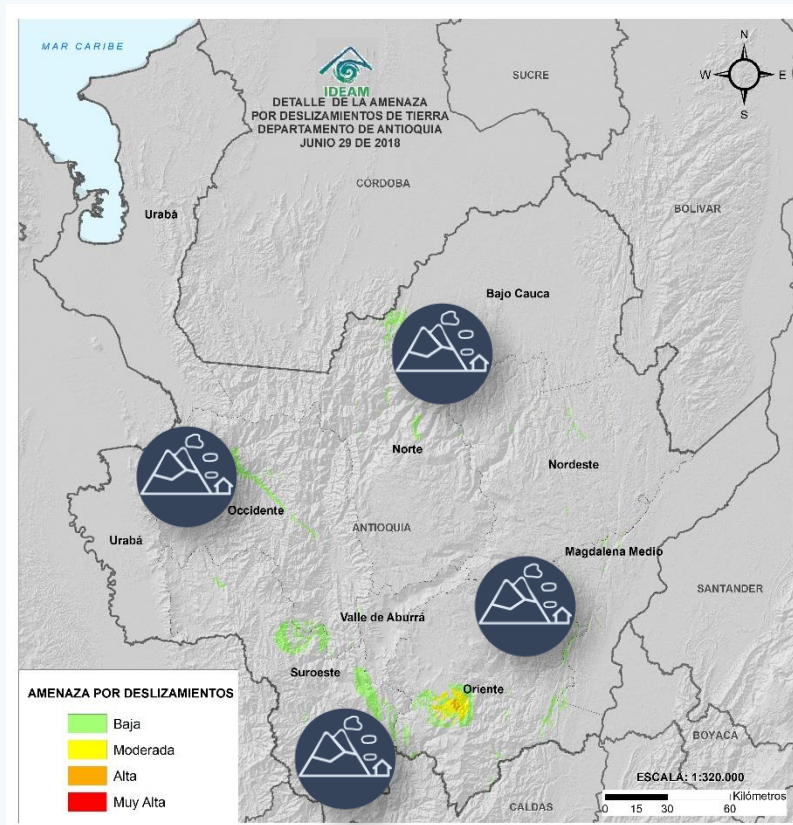 MAR CARIBE
N
W
E
S
IDEAM
DETALLE DE LA AMENAZA
POR DESLIZAMIENTOS DE TIERRA
DEPARTAMENTO DE ANTIOQUIA
JUNIO 29 DE 2018
SUCRE
CÓRDOBA
Urabá
BOLÍVAR
Bajo Cauca
Norte
Nordeste
Occidente
ANTIOQUIA
Urabá
Magdalena Medio
SANTANDER
Valle de Aburrá
Suroeste
Oriente
AMENAZA POR DESLIZAMIENTOS
Baja
Moderada
Alta
Muy Alta
BOYACA
ESCALA: 1:320.000
Kilómetros
0 15 30 60
CALDAS